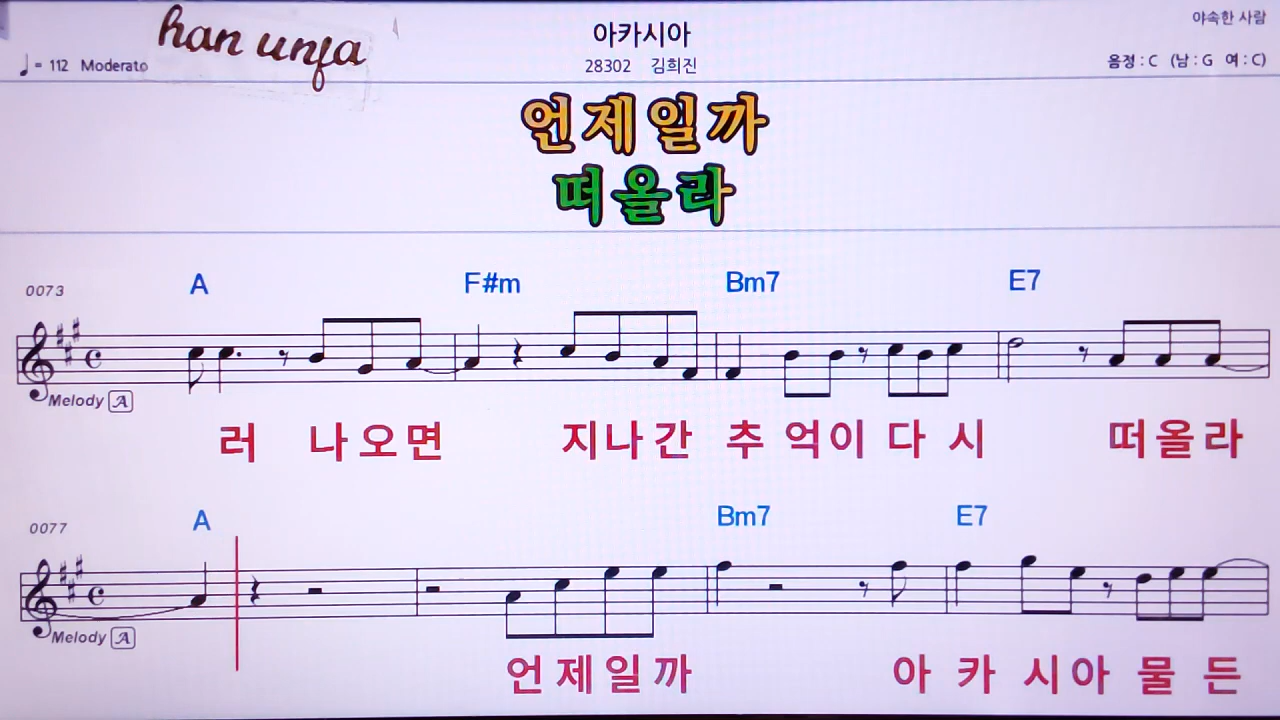 han unja
야속한 사람
아카시아
♩= 112 Moderato
28302 김희진
음정 : C (남 : G 여 : C)
언제일까
떠올라
0073 A F#m Bm7 E7
Melody A
러 나오면 지나간 추 억이 다 시 떠올라
0077 A Bm7 E7
Melody A
언제일까 아 카 시아 물 든